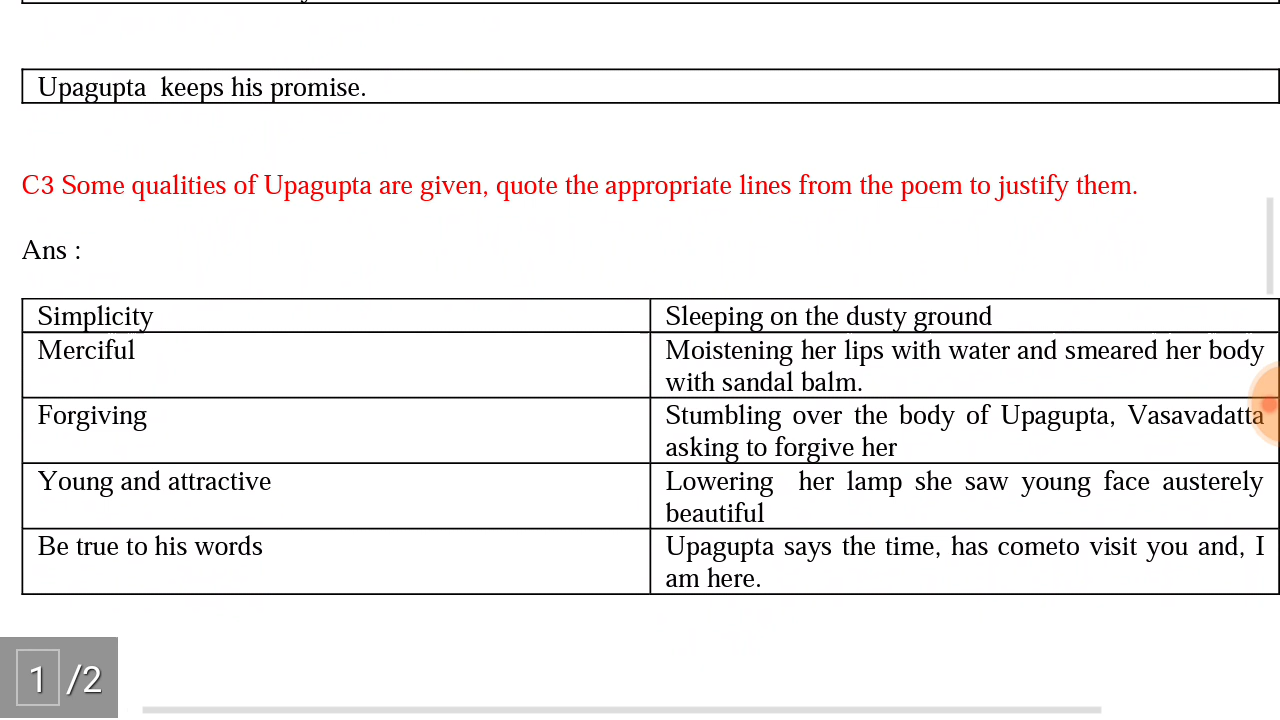 Upagupta keeps his promise.
C3 Some qualities of Upagupta are given, quote the appropriate lines from the poem to justify them.
Ans :
Simplicity
Sleeping on the dusty ground
Merciful
Moistening her lips with water and smeared her body
with sandal balm.
Forgiving
Stumbling over the body of Upagupta, Vasavadatta
asking to forgive her
Young and attractive
Lowering her lamp she saw young face austerely
beautiful
Be true to his words
Upagupta says the time, has cometo visit you and, I
am here.
1 /2